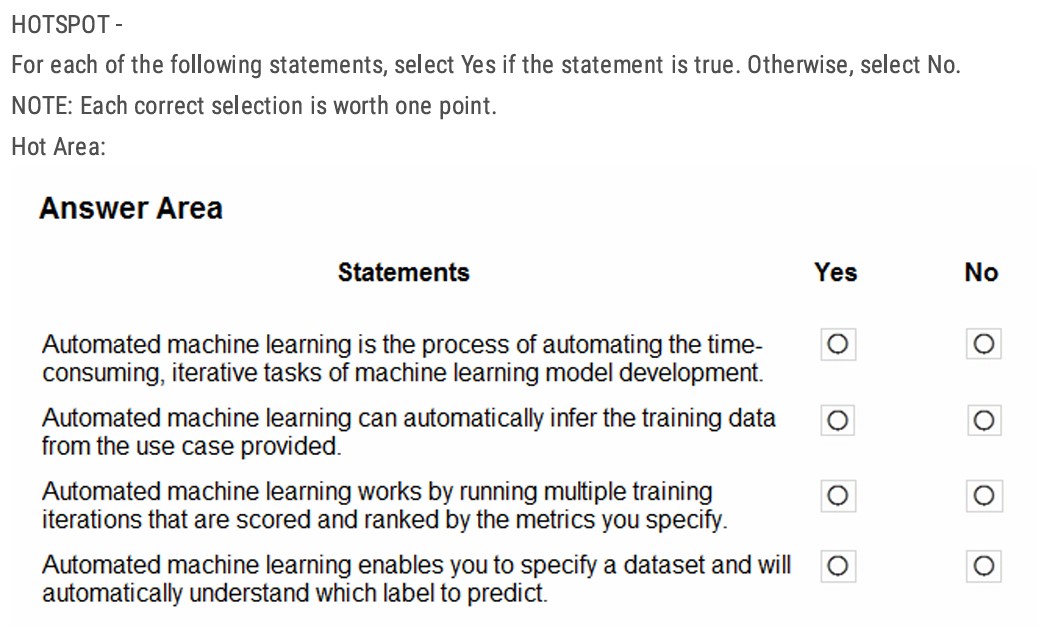 HOTSPOT -
For each of the following statements, select Yes if the statement is true. Otherwise, select No.
NOTE: Each correct selection is worth one point.
Hot Area:
Answer Area
Statements Yes No
Automated machine learning is the process of automating the time-
consuming, iterative tasks of machine learning model development.
Automated machine learning can automatically infer the training data
from the use case provided.
Automated machine learning works by running multiple training
iterations that are scored and ranked by the metrics you specify.
Automated machine learning enables you to specify a dataset and will
automatically understand which label to predict.